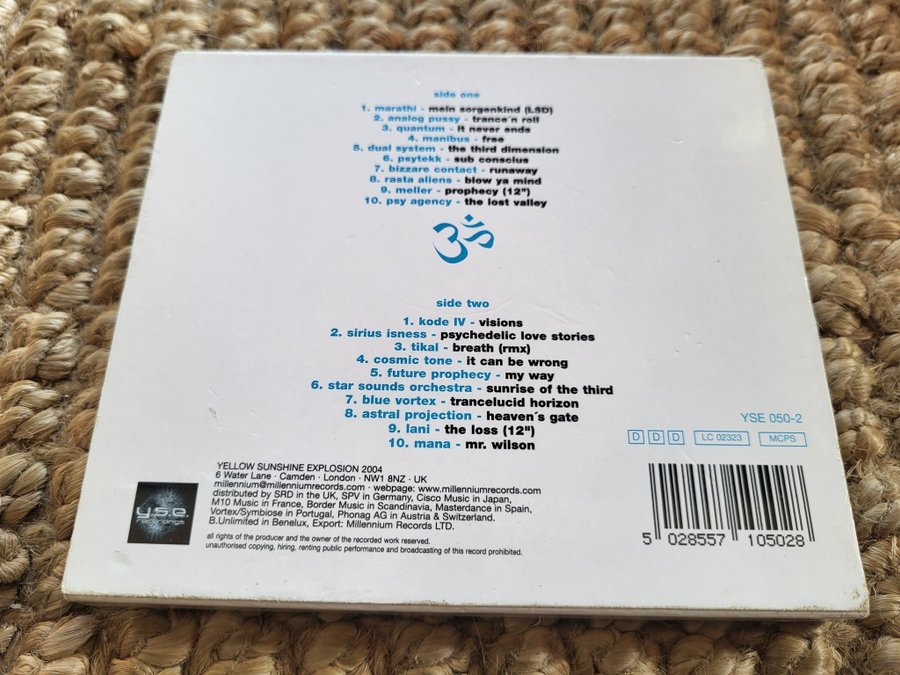 side one
1. marathi - mein sorgenkind (LSD)
2. analog pussy - trance´n roll
3. quantum - it never ends
4. manibus - free
5. dual system - the third dimension
6. psytekk - sub conscius
7. bizzare contact - runaway
8. rasta aliens - blow ya mind
9. meller - prophecy (12")
10. psy agency - the lost valley
ॐ
side two
1. kode IV - visions
2. sirius isness - psychedelic love stories
3. tikal - breath (rmx)
4. cosmic tone - it can be wrong
5. future prophecy - my way
6. star sounds orchestra - sunrise of the third
7. blue vortex - trancelucid horizon
8. astral projection - heaven´s gate
9. lani - the loss (12")
10. mana - mr. wilson
YSE 050-2
D D D LC 02323 MCPS
YELLOW SUNSHINE EXPLOSION 2004
6 Water Lane · Camden · London · NW1 8NZ · UK
millennium@millenniumrecords.com · webpage: www.millenniumrecords.com
distributed by SRD in the UK, SPV in Germany, Cisco Music in Japan,
M10 Music in France, Border Music in Scandinavia, Masterdance in Spain,
Vortex/Symbiose in Portugal, Phonag AG in Austria & Switzerland.
B.Unlimited in Benelux, Export: Millennium Records LTD.
all rights of the producer and the owner of the recorded work reserved.
unauthorised copying, hiring, renting public performance and broadcasting of this record prohibited.
y.s.e.
recordings
5 028557 105028